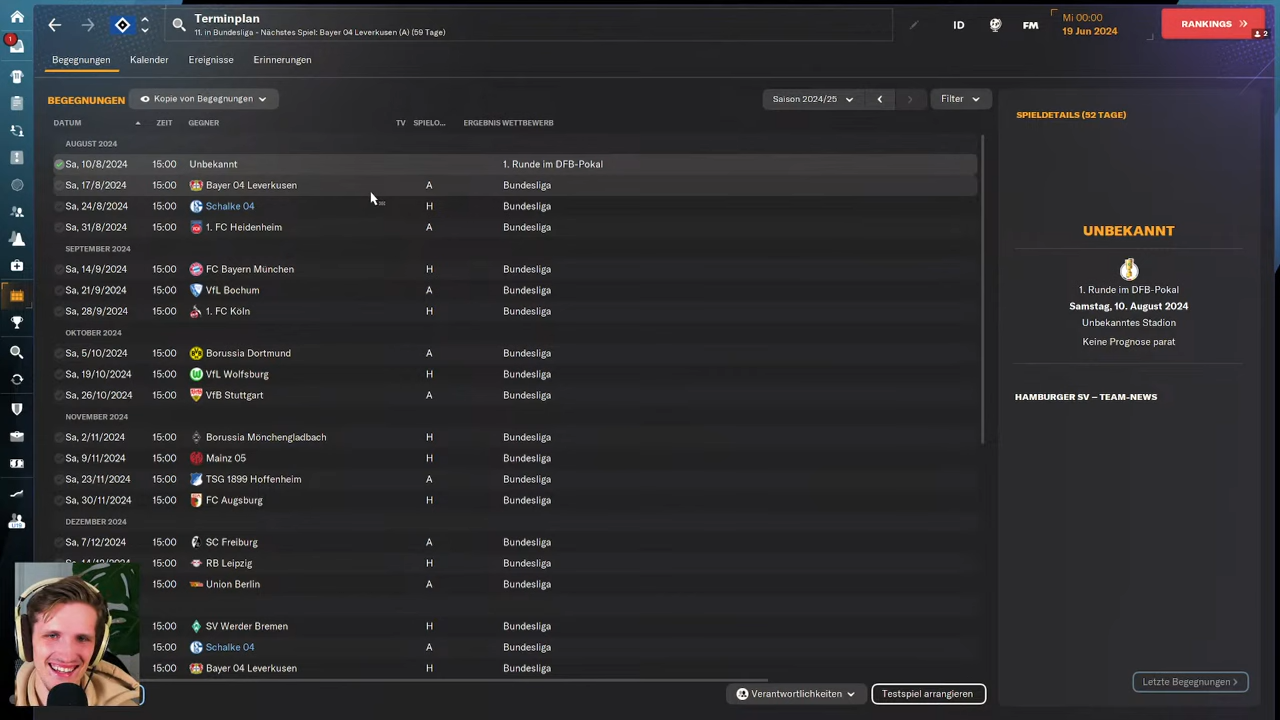 Terminplan
11. in Bundesliga - Nächstes Spiel: Bayer 04 Leverkusen (A) (59 Tage)
ID
FM
Mi 00:00
19 Jun 2024
RANKINGS
2
1
Begegnungen
Kalender
Ereignisse
Erinnerungen
BEGEGNUNGEN
Kopie von Begegnungen
Saison 2024/25
Filter
DATUM ZEIT GEGNER TV SPIELO... ERGEBNIS WETTBEWERB
AUGUST 2024
Sa, 10/8/2024 15:00 Unbekannt 1. Runde im DFB-Pokal
Sa, 17/8/2024 15:00 Bayer 04 Leverkusen A Bundesliga
Sa, 24/8/2024 15:00 Schalke 04 H Bundesliga
Sa, 31/8/2024 15:00 1. FC Heidenheim A Bundesliga
SEPTEMBER 2024
Sa, 14/9/2024 15:00 FC Bayern München H Bundesliga
Sa, 21/9/2024 15:00 VfL Bochum A Bundesliga
Sa, 28/9/2024 15:00 1. FC Köln H Bundesliga
OKTOBER 2024
Sa, 5/10/2024 15:00 Borussia Dortmund A Bundesliga
Sa, 19/10/2024 15:00 VfL Wolfsburg H Bundesliga
Sa, 26/10/2024 15:00 VfB Stuttgart A Bundesliga
NOVEMBER 2024
Sa, 2/11/2024 15:00 Borussia Mönchengladbach H Bundesliga
Sa, 9/11/2024 15:00 Mainz 05 H Bundesliga
Sa, 23/11/2024 15:00 TSG 1899 Hoffenheim A Bundesliga
Sa, 30/11/2024 15:00 FC Augsburg H Bundesliga
DEZEMBER 2024
Sa, 7/12/2024 15:00 SC Freiburg A Bundesliga
15:00 RB Leipzig H Bundesliga
15:00 Union Berlin A Bundesliga
15:00 SV Werder Bremen H Bundesliga
15:00 Schalke 04 A Bundesliga
15:00 Bayer 04 Leverkusen H Bundesliga
SPIELDETAILS (52 TAGE)
UNBEKANNT
1. Runde im DFB-Pokal
Samstag, 10. August 2024
Unbekanntes Stadion
Keine Prognose parat
HAMBURGER SV – TEAM-NEWS
Letzte Begegnungen
Verantwortlichkeiten
Testspiel arrangieren
U19